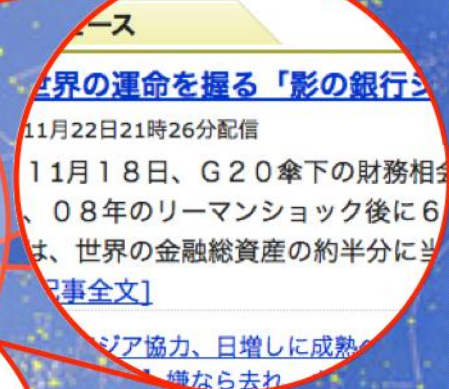 ース
世界の運命を握る「影の銀行シ
11月22日21時26分配信
11月18日、G20傘下の財務相会
、08年のリーマンショック後に6
は、世界の金融総資産の約半分に当
記事全文]
ジア協力、日増しに成熟
嫌なら去れ